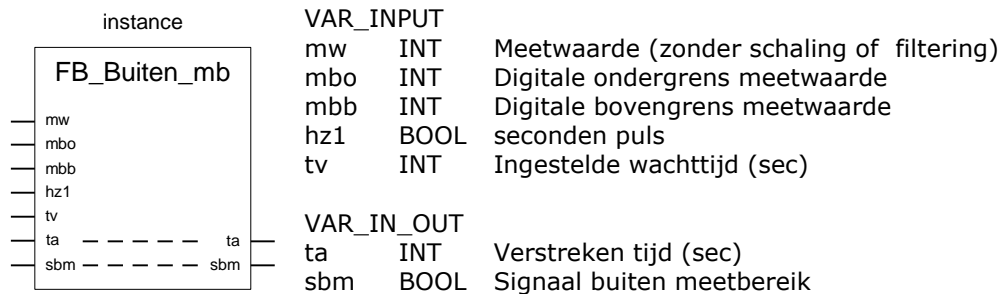 instance
FB_Buiten_mb
mw
mbo
mbb
hz1
tv
ta ta
sbm sbm
VAR_INPUT
mw INT Meetwaarde (zonder schaling of filtering)
mbo INT Digitale ondergrens meetwaarde
mbb INT Digitale bovengrens meetwaarde
hz1 BOOL seconden puls
tv INT Ingestelde wachttijd (sec)
VAR_IN_OUT
ta INT Verstreken tijd (sec)
sbm BOOL Signaal buiten meetbereik